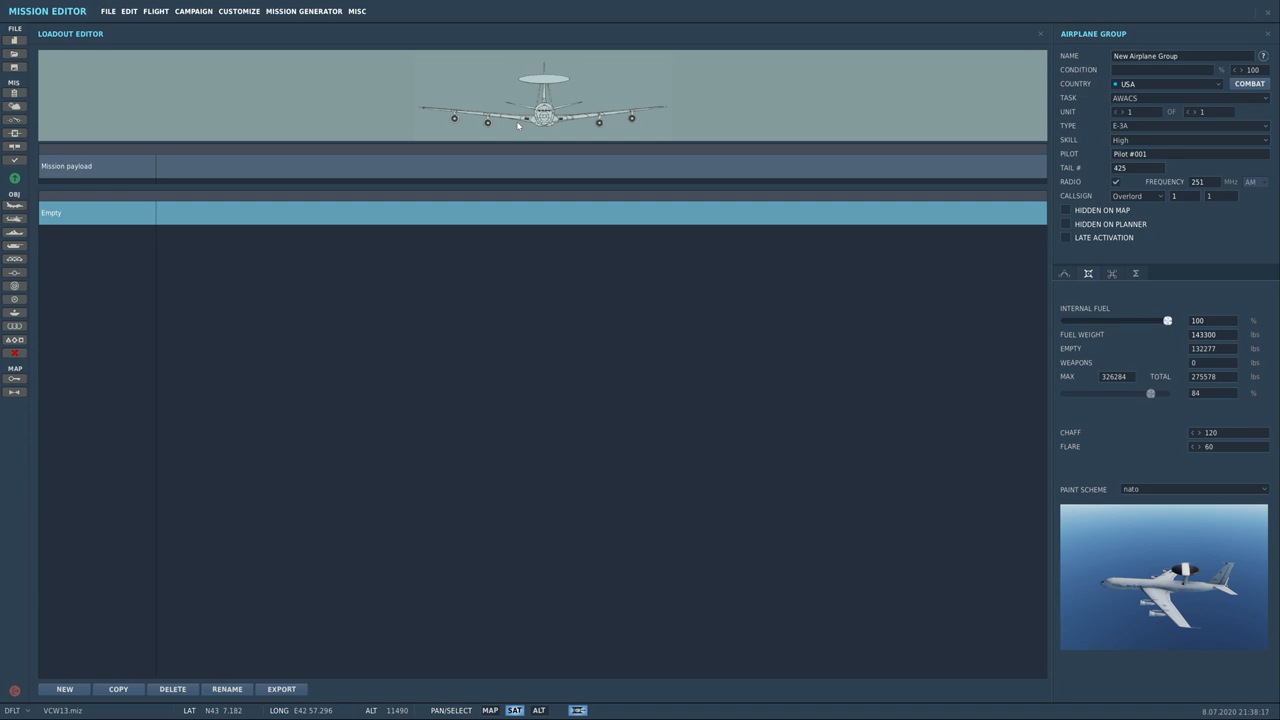 MISSION EDITOR FILE EDIT FLIGHT CAMPAIGN CUSTOMIZE MISSION GENERATOR MISC
FILE
MIS
OBJ
MAP
LOADOUT EDITOR
Mission payload
Empty
NEW COPY DELETE RENAME EXPORT
AIRPLANE GROUP
NAME New Airplane Group ?
CONDITION % < > 100
COUNTRY USA COMBAT
TASK AWACS
UNIT < > 1 OF < > 1
TYPE E-3A
SKILL High
PILOT Pilot #001
TAIL # 425
RADIO FREQUENCY 251 MHz AM
CALLSIGN Overlord 1 1
HIDDEN ON MAP
HIDDEN ON PLANNER
LATE ACTIVATION
INTERNAL FUEL
100 %
FUEL WEIGHT 143300 lbs
EMPTY 132277 lbs
WEAPONS 0 lbs
MAX 326284 TOTAL 275578 lbs
84 %
CHAFF < > 120
FLARE < > 60
PAINT SCHEME nato
DFLT VCW13.miz LAT N43 7.182 LONG E42 57.296 ALT 11490 PAN/SELECT MAP SAT ALT 8.07.2020 21:38:17